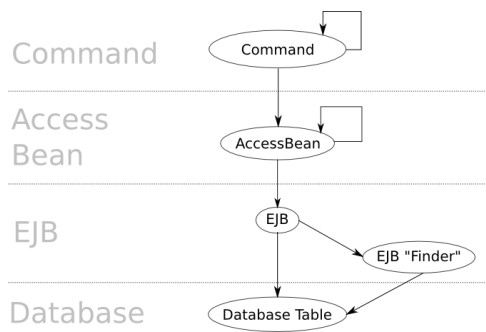 Command
Command
Access
Bean
AccessBean
EJB
EJB
EJB "Finder"
Database
Database Table